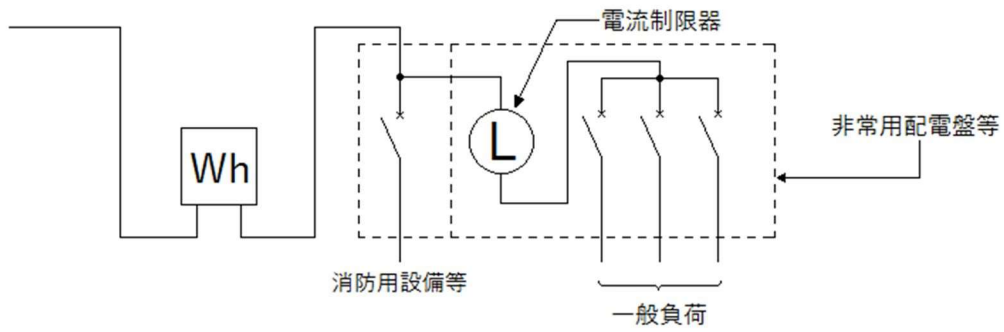 電流制限器
非常用配電盤等
Wh
L
消防用設備等
一般負荷